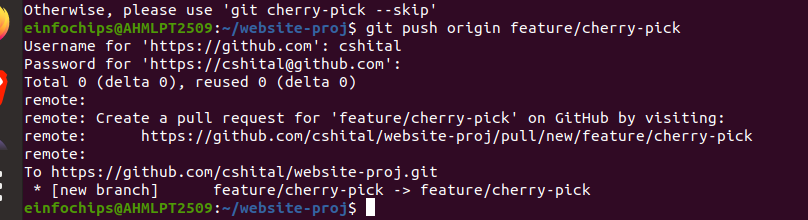 Otherwise, please use 'git cherry-pick --skip'
einfochips@AHMLPT2509:~/website-proj$ git push origin feature/cherry-pick
Username for 'https://github.com': cshital
Password for 'https://cshital@github.com':
Total 0 (delta 0), reused 0 (delta 0)
remote:
remote: Create a pull request for 'feature/cherry-pick' on GitHub by visiting:
remote:      https://github.com/cshital/website-proj/pull/new/feature/cherry-pick
remote:
To https://github.com/cshital/website-proj.git
 * [new branch]      feature/cherry-pick -> feature/cherry-pick
einfochips@AHMLPT2509:~/website-proj$